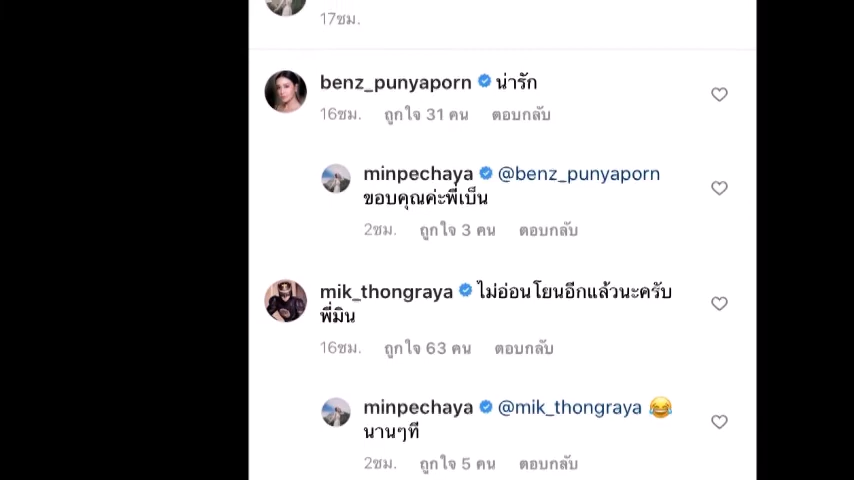 17ชม.
benz_punyaporn น่ารัก
16ชม. ถูกใจ 31 คน ตอบกลับ
minpechaya @benz_punyaporn
ขอบคุณค่ะพี่เบ็น
2ชม. ถูกใจ 3 คน ตอบกลับ
mik_thongraya ไม่อ่อนโยนอีกแล้วนะครับ
พี่มิน
16ชม. ถูกใจ 63 คน ตอบกลับ
minpechaya @mik_thongraya 😂
นานๆที
2ชม. ถูกใจ 5 คน ตอบกลับ